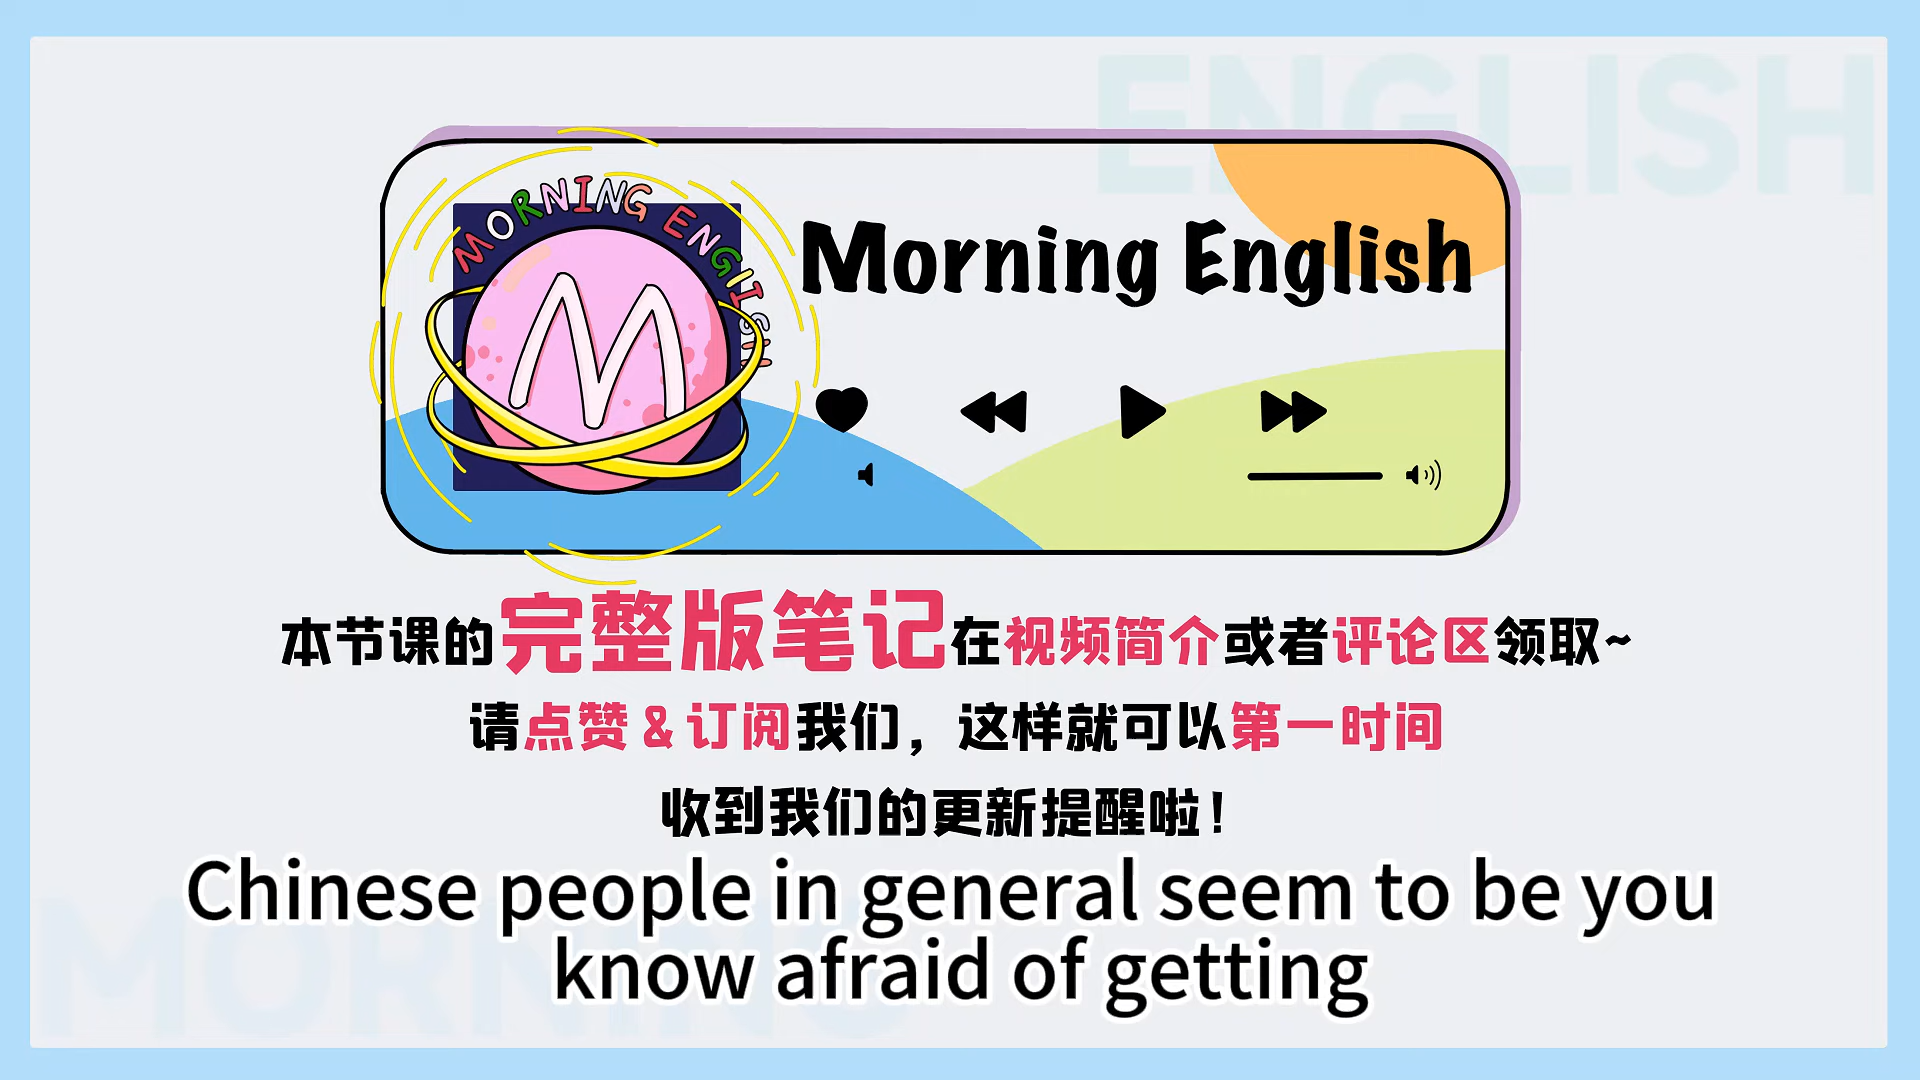 ENGLISH
MORNING ENGLISH
M
Morning English
本节课的完整版笔记在视频简介或者评论区领取~
请点赞&订阅我们，这样就可以第一时间
收到我们的更新提醒啦！
Chinese people in general seem to be you
know afraid of getting
MORNING